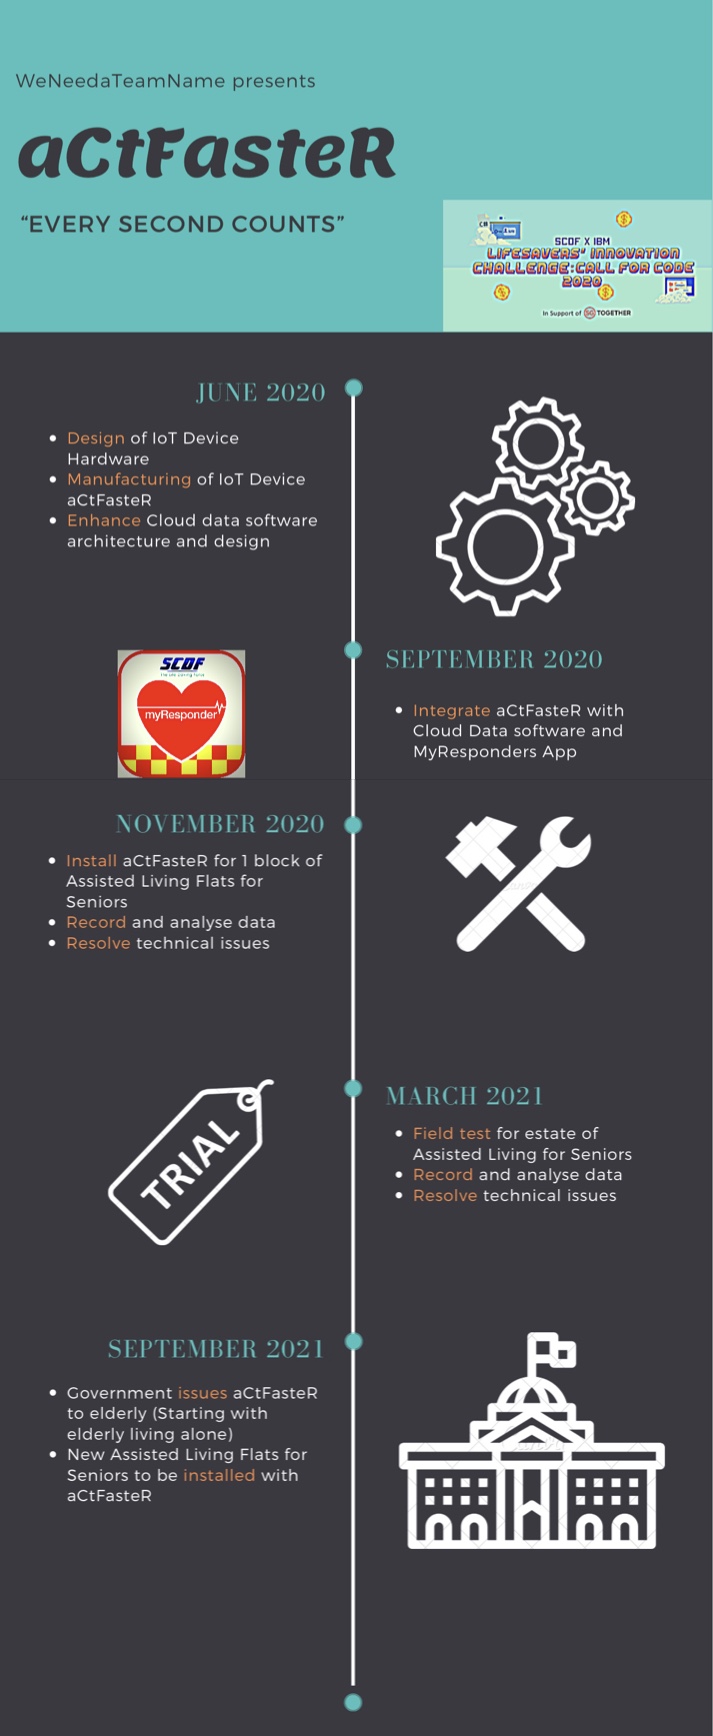 WeNeedaTeamName presents
aCtFasteR
“EVERY SECOND COUNTS”
SCDF X IBM
LIFESAVERS' INNOVATION
CHALLENGE:CALL FOR CODE
2020
In Support of SG TOGETHER
JUNE 2020
Design of IoT Device
Hardware
Manufacturing of IoT Device
aCtFasteR
Enhance Cloud data software
architecture and design
SCDF
The Life Saving Force
myResponder
SEPTEMBER 2020
Integrate aCtFasteR with
Cloud Data software and
MyResponders App
NOVEMBER 2020
Install aCtFasteR for 1 block of
Assisted Living Flats for
Seniors
Record and analyse data
Resolve technical issues
TRIAL
MARCH 2021
Field test for estate of
Assisted Living for Seniors
Record and analyse data
Resolve technical issues
SEPTEMBER 2021
Government issues aCtFasteR
to elderly (Starting with
elderly living alone)
New Assisted Living Flats for
Seniors to be installed with
aCtFasteR